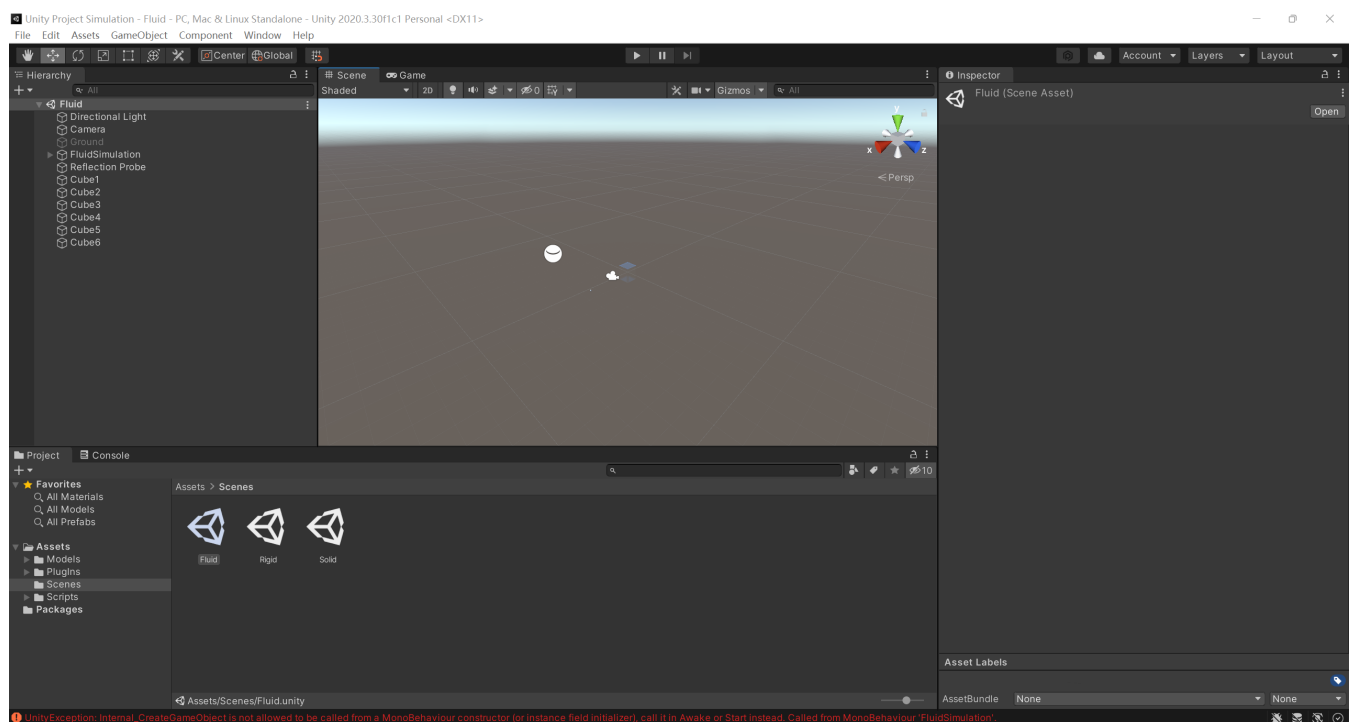 Unity Project Simulation - Fluid - PC, Mac & Linux Standalone - Unity 2020.3.30f1c1 Personal <DX11>
File Edit Assets GameObject Component Window Help
Center Global Account Layers Layout
Hierarchy
All
Fluid
Directional Light
Camera
Ground
FluidSimulation
Reflection Probe
Cube1
Cube2
Cube3
Cube4
Cube5
Cube6
Scene Game
Shaded 2D 0 Gizmos All
y
x z
Persp
Inspector
Fluid (Scene Asset)
Open
Project Console
10
Favorites
All Materials
All Models
All Prefabs
Assets
Models
PlugIns
Scenes
Scripts
Packages
Assets > Scenes
Fluid Rigid Solid
Assets/Scenes/Fluid.unity
Asset Labels
AssetBundle None None
UnityException: Internal_CreateGameObject is not allowed to be called from a MonoBehaviour constructor (or instance field initializer), call it in Awake or Start instead. Called from MonoBehaviour 'FluidSimulation'.